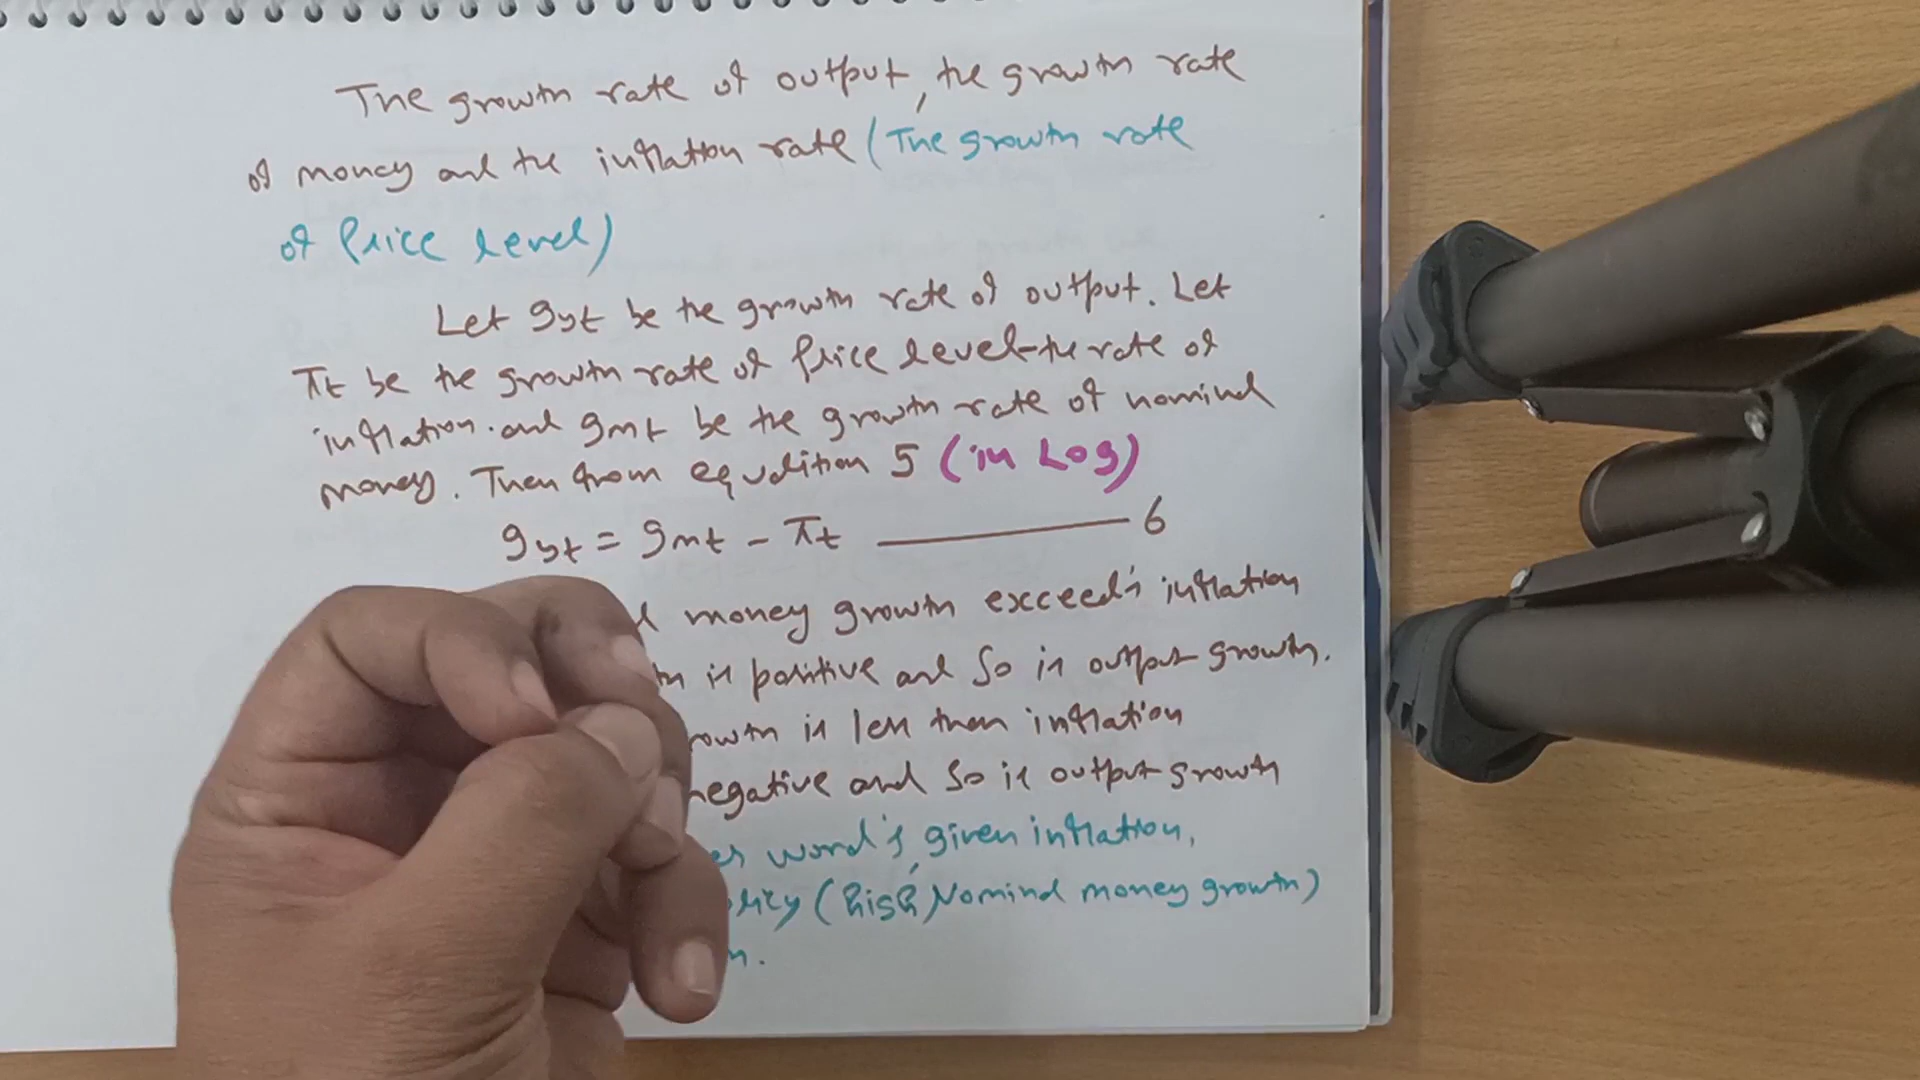 The growth rate of output, the growth rate
of money and the inflation rate (The growth rate
of Price level)
Let gyt be the growth rate of output. Let
πt be the growth rate of Price level-the rate of
inflation. and gmt be the growth rate of nominal
money. Then from equation 5 (in Log)
gyt = gmt - πt 6
money growth exceed's inflation
is positive and So is output growth.
is less than inflation
negative and So is output growth
word's, given inflation,
(high, Nominal money growth)